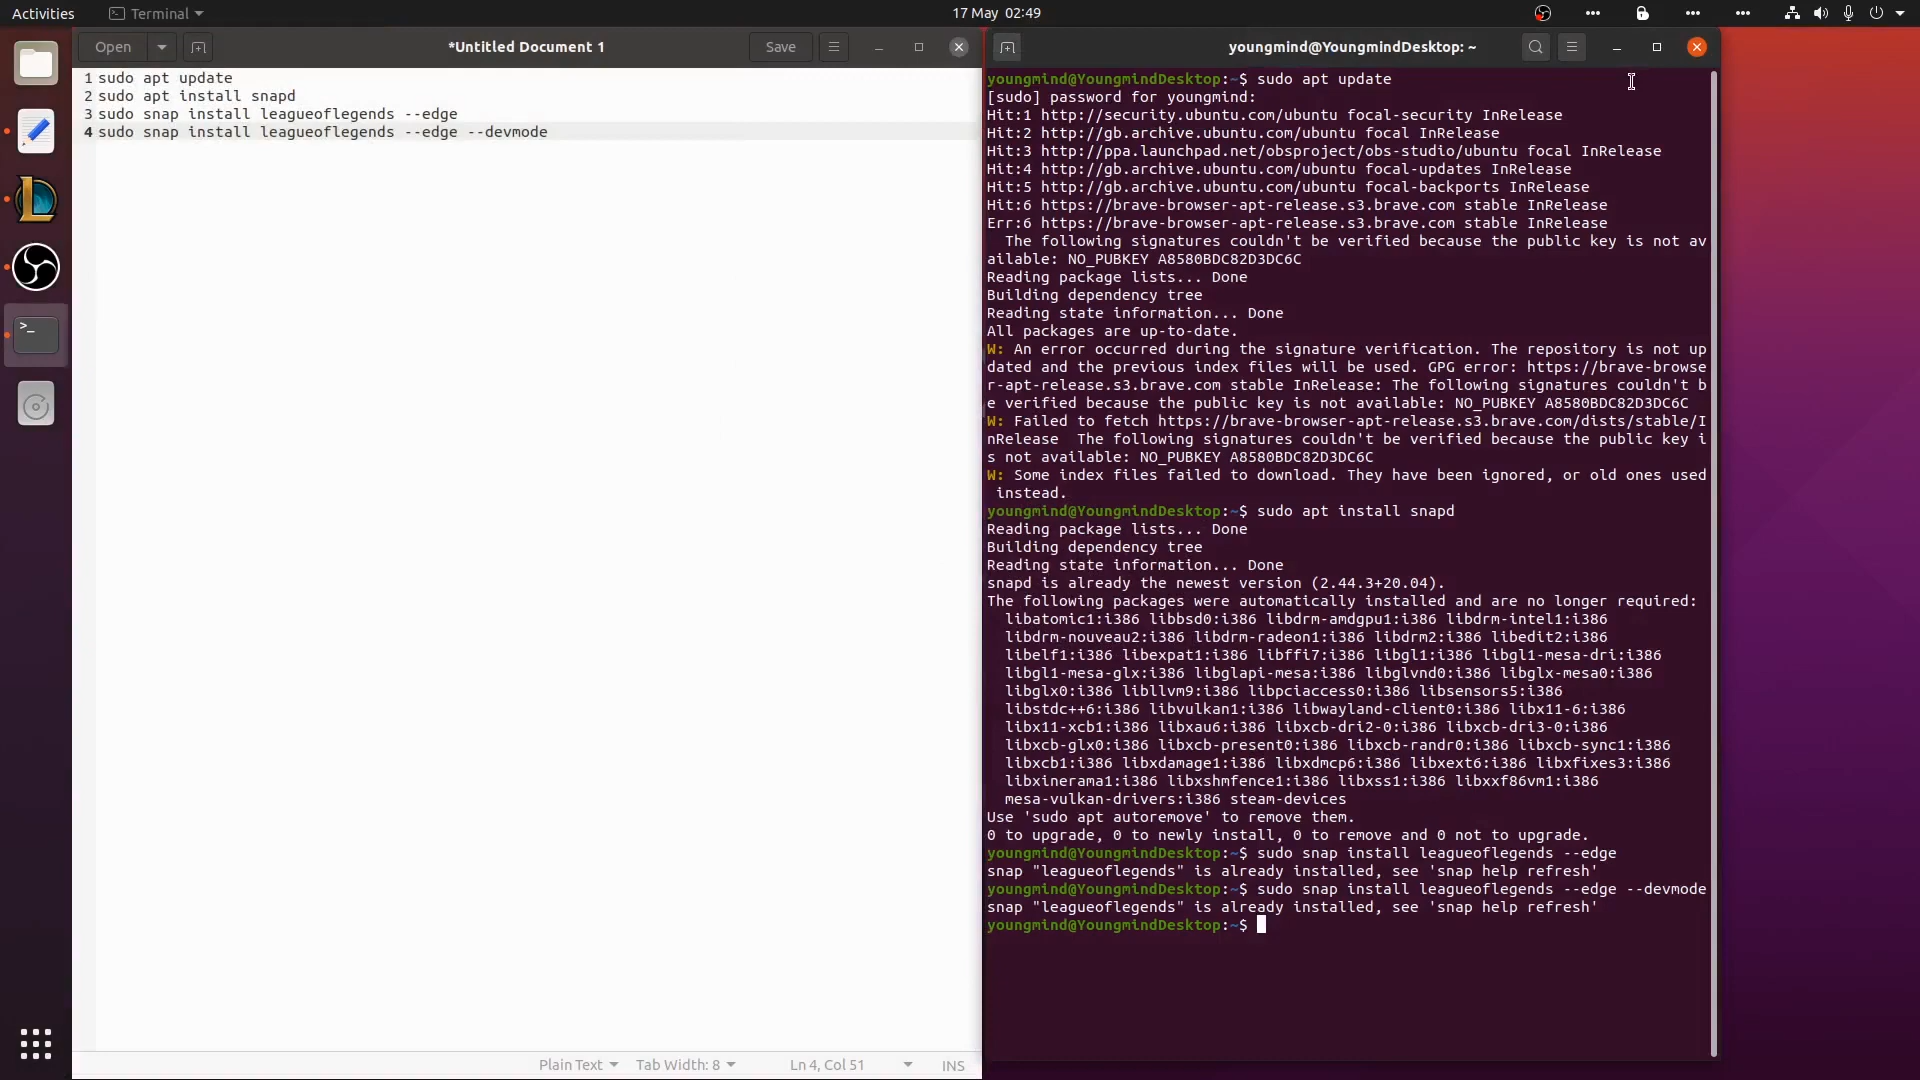 Activities
Terminal
17 May 02:49
Open
*Untitled Document 1
Save
1 sudo apt update
2 sudo apt install snapd
3 sudo snap install leagueoflegends --edge
4 sudo snap install leagueoflegends --edge --devmode
Plain Text
Tab Width: 8
Ln 4, Col 51
INS
youngmind@YoungmindDesktop: ~
youngmind@YoungmindDesktop:~$ sudo apt update
[sudo] password for youngmind:
Hit:1 http://security.ubuntu.com/ubuntu focal-security InRelease
Hit:2 http://gb.archive.ubuntu.com/ubuntu focal InRelease
Hit:3 http://ppa.launchpad.net/obsproject/obs-studio/ubuntu focal InRelease
Hit:4 http://gb.archive.ubuntu.com/ubuntu focal-updates InRelease
Hit:5 http://gb.archive.ubuntu.com/ubuntu focal-backports InRelease
Hit:6 https://brave-browser-apt-release.s3.brave.com stable InRelease
Err:6 https://brave-browser-apt-release.s3.brave.com stable InRelease
The following signatures couldn't be verified because the public key is not av
ailable: NO_PUBKEY A8580BDC82D3DC6C
Reading package lists... Done
Building dependency tree
Reading state information... Done
All packages are up-to-date.
W: An error occurred during the signature verification. The repository is not up
dated and the previous index files will be used. GPG error: https://brave-browse
r-apt-release.s3.brave.com stable InRelease: The following signatures couldn't b
e verified because the public key is not available: NO_PUBKEY A8580BDC82D3DC6C
W: Failed to fetch https://brave-browser-apt-release.s3.brave.com/dists/stable/I
nRelease  The following signatures couldn't be verified because the public key i
s not available: NO_PUBKEY A8580BDC82D3DC6C
W: Some index files failed to download. They have been ignored, or old ones used
instead.
youngmind@YoungmindDesktop:~$ sudo apt install snapd
Reading package lists... Done
Building dependency tree
Reading state information... Done
snapd is already the newest version (2.44.3+20.04).
The following packages were automatically installed and are no longer required:
libatomic1:i386 libbsd0:i386 libdrm-amdgpu1:i386 libdrm-intel1:i386
libdrm-nouveau2:i386 libdrm-radeon1:i386 libdrm2:i386 libedit2:i386
libelf1:i386 libexpat1:i386 libffi7:i386 libgl1:i386 libgl1-mesa-dri:i386
libgl1-mesa-glx:i386 libglapi-mesa:i386 libglvnd0:i386 libglx-mesa0:i386
libglx0:i386 libllvm9:i386 libpciaccess0:i386 libsensors5:i386
libstdc++6:i386 libvulkan1:i386 libwayland-client0:i386 libx11-6:i386
libx11-xcb1:i386 libxau6:i386 libxcb-dri2-0:i386 libxcb-dri3-0:i386
libxcb-glx0:i386 libxcb-present0:i386 libxcb-randr0:i386 libxcb-sync1:i386
libxcb1:i386 libxdamage1:i386 libxdmcp6:i386 libxext6:i386 libxfixes3:i386
libxinerama1:i386 libxshmfence1:i386 libxss1:i386 libxxf86vm1:i386
mesa-vulkan-drivers:i386 steam-devices
Use 'sudo apt autoremove' to remove them.
0 to upgrade, 0 to newly install, 0 to remove and 0 not to upgrade.
youngmind@YoungmindDesktop:~$ sudo snap install leagueoflegends --edge
snap "leagueoflegends" is already installed, see 'snap help refresh'
youngmind@YoungmindDesktop:~$ sudo snap install leagueoflegends --edge --devmode
snap "leagueoflegends" is already installed, see 'snap help refresh'
youngmind@YoungmindDesktop:~$